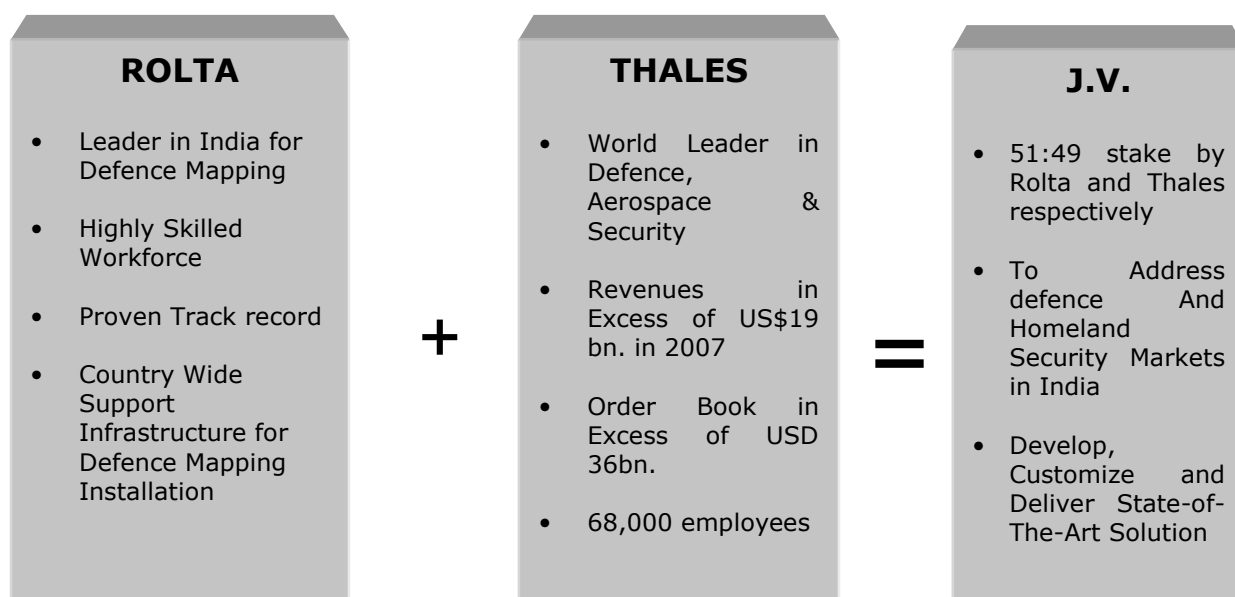 ROLTA
• Leader in India for
Defence Mapping
• Highly Skilled
Workforce
• Proven Track record
• Country Wide
Support
Infrastructure for
Defence Mapping
Installation
+
THALES
• World Leader in
Defence,
Aerospace &
Security
• Revenues in
Excess of US$19
bn. in 2007
• Order Book in
Excess of USD
36bn.
• 68,000 employees
=
J.V.
• 51:49 stake by
Rolta and Thales
respectively
• To Address
defence And
Homeland
Security Markets
in India
• Develop,
Customize and
Deliver State-of-
The-Art Solution